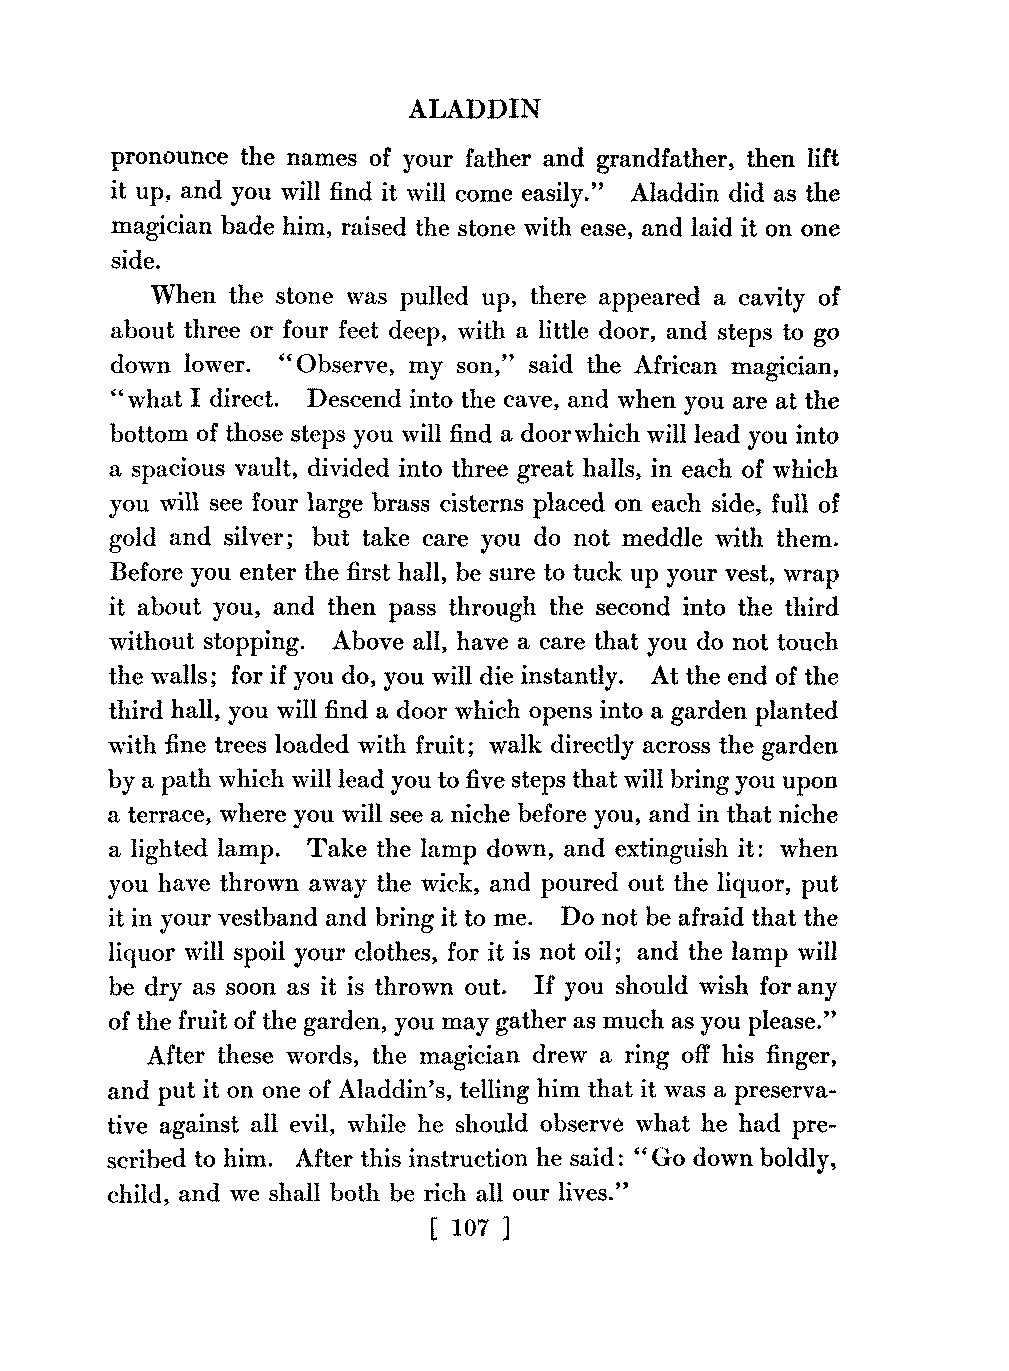 ALADDIN
pronounce the names of your father and grandfather, then lift
it up, and you will find it will come easily.” Aladdin did as the
magician bade him, raised the stone with ease, and laid it on one
side.
When the stone was pulled up, there appeared a cavity of
about three or four feet deep, with a little door, and steps to go
down lower. “Observe, my son,” said the African magician,
“what I direct. Descend into the cave, and when you are at the
bottom of those steps you will find a door which will lead you into
a spacious vault, divided into three great halls, in each of which
you will see four large brass cisterns placed on each side, full of
gold and silver; but take care you do not meddle with them.
Before you enter the first hall, be sure to tuck up your vest, wrap
it about you, and then pass through the second into the third
without stopping. Above all, have a care that you do not touch
the walls; for if you do, you will die instantly. At the end of the
third hall, you will find a door which opens into a garden planted
with fine trees loaded with fruit; walk directly across the garden
by a path which will lead you to five steps that will bring you upon
a terrace, where you will see a niche before you, and in that niche
a lighted lamp. Take the lamp down, and extinguish it: when
you have thrown away the wick, and poured out the liquor, put
it in your vestband and bring it to me. Do not be afraid that the
liquor will spoil your clothes, for it is not oil; and the lamp will
be dry as soon as it is thrown out. If you should wish for any
of the fruit of the garden, you may gather as much as you please.”
After these words, the magician drew a ring off his finger,
and put it on one of Aladdin’s, telling him that it was a preserva-
tive against all evil, while he should observe what he had pre-
scribed to him. After this instruction he said: “Go down boldly,
child, and we shall both be rich all our lives.”
[ 107 ]